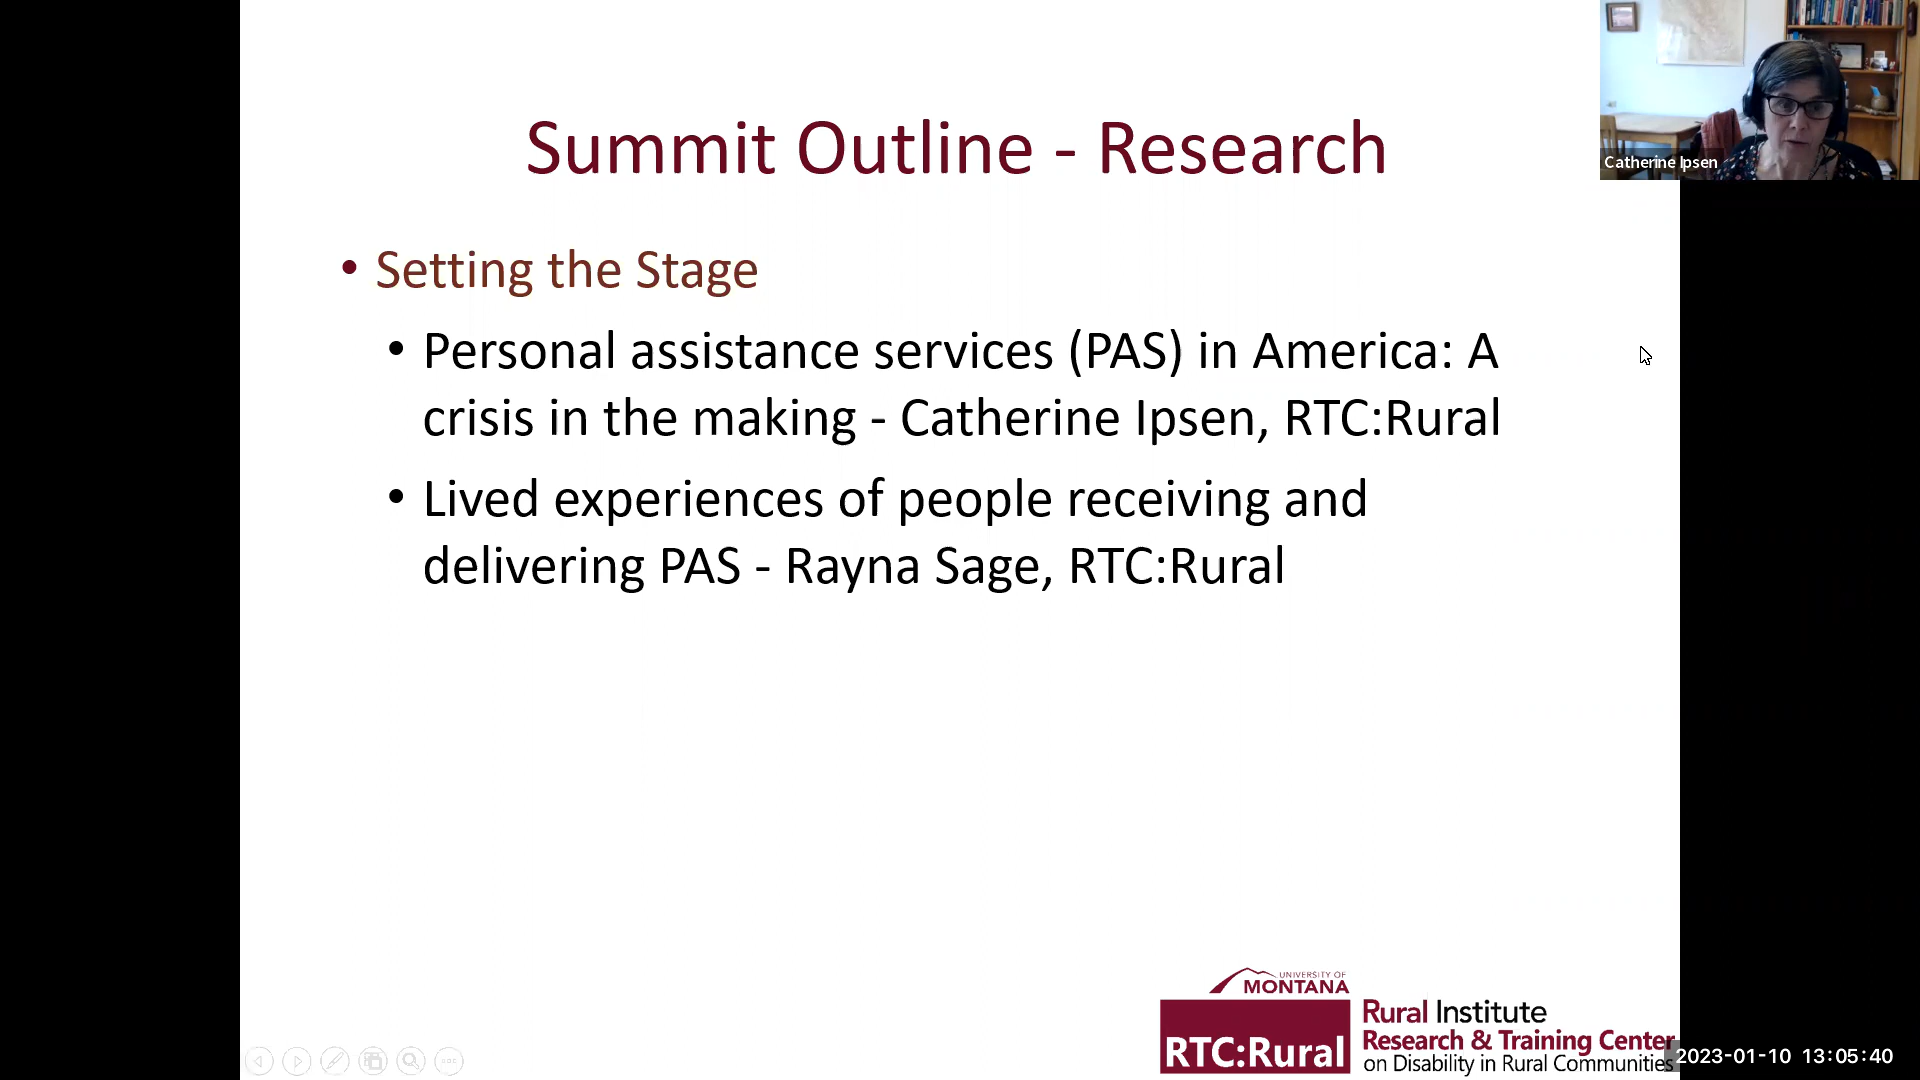 Summit Outline - Research
Catherine Ipsen
• Setting the Stage
• Personal assistance services (PAS) in America: A
crisis in the making - Catherine Ipsen, RTC:Rural
• Lived experiences of people receiving and
delivering PAS - Rayna Sage, RTC:Rural
UNIVERSITY OF
MONTANA
RTC:Rural
Rural Institute
Research & Training Center
on Disability in Rural Communities
2023-01-10 13:05:40